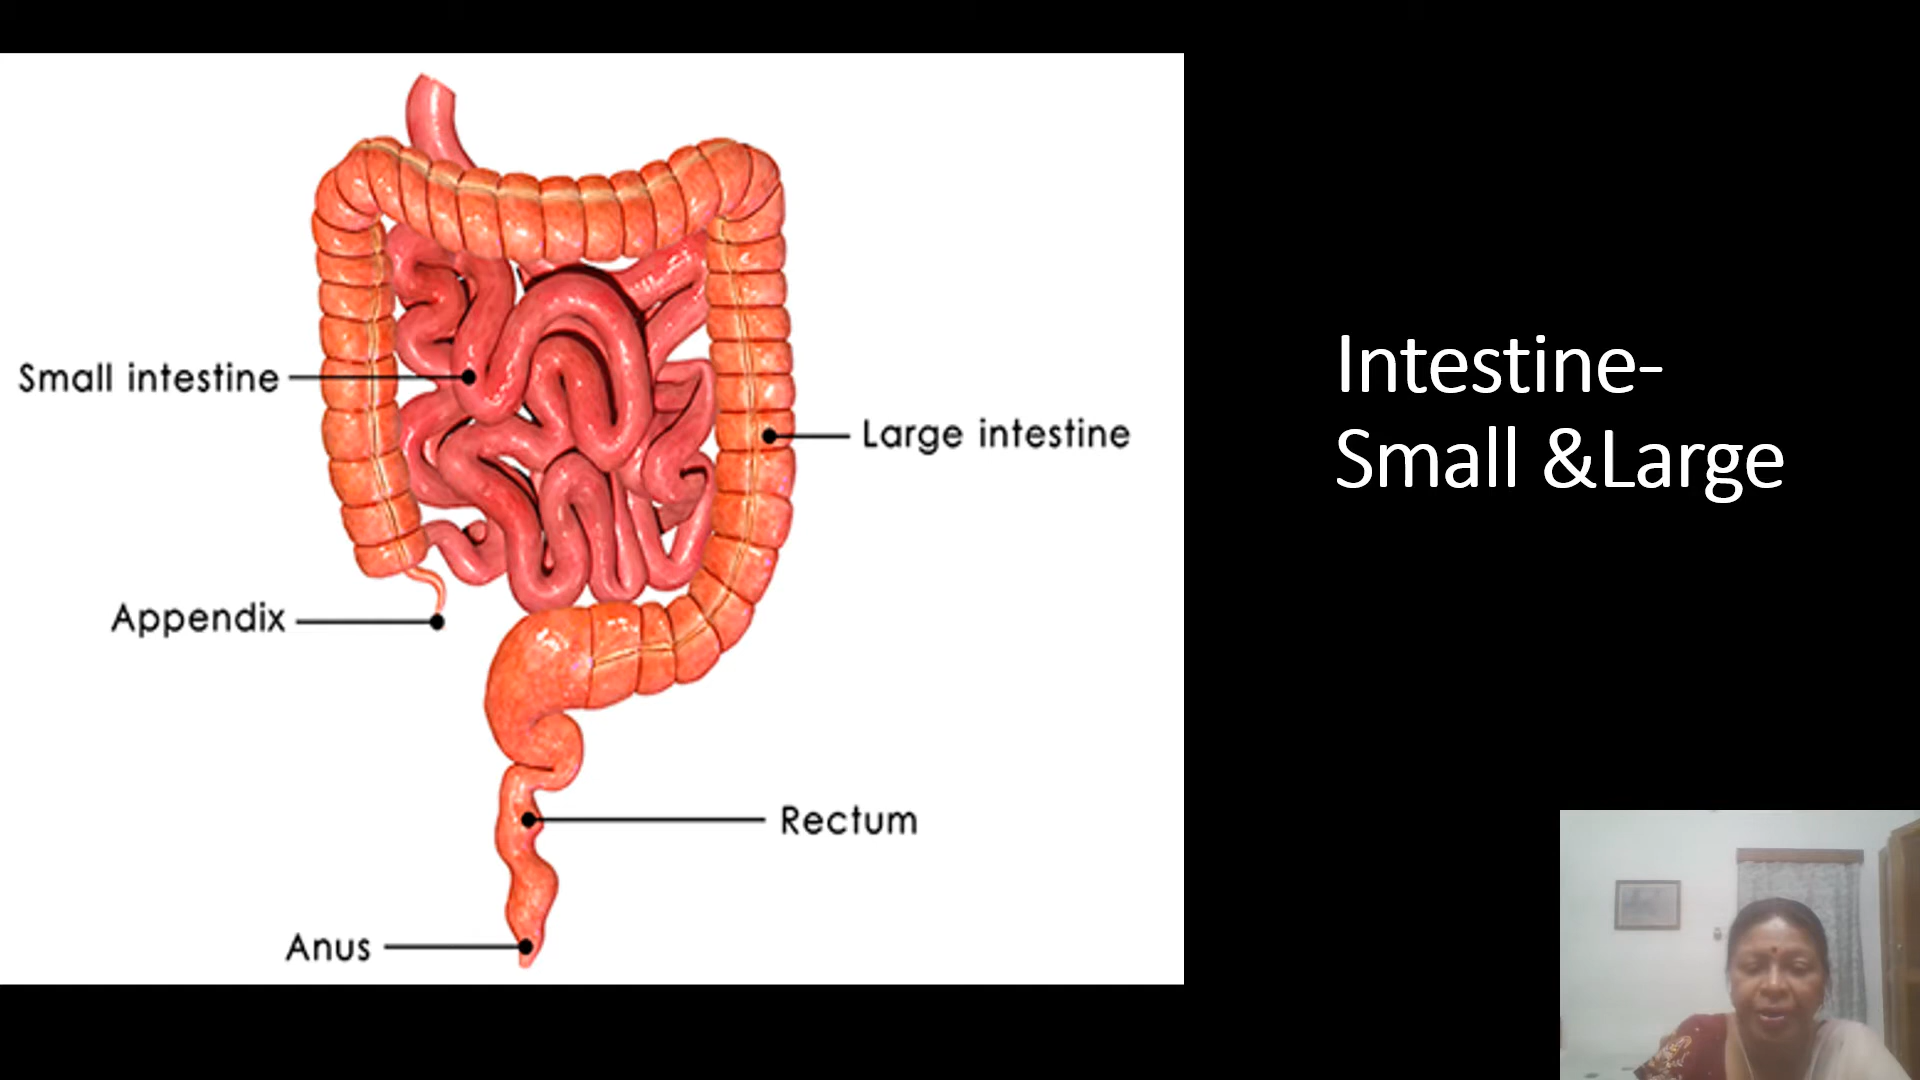 Small intestine
Large intestine
Appendix
Rectum
Anus
Intestine-
Small &Large